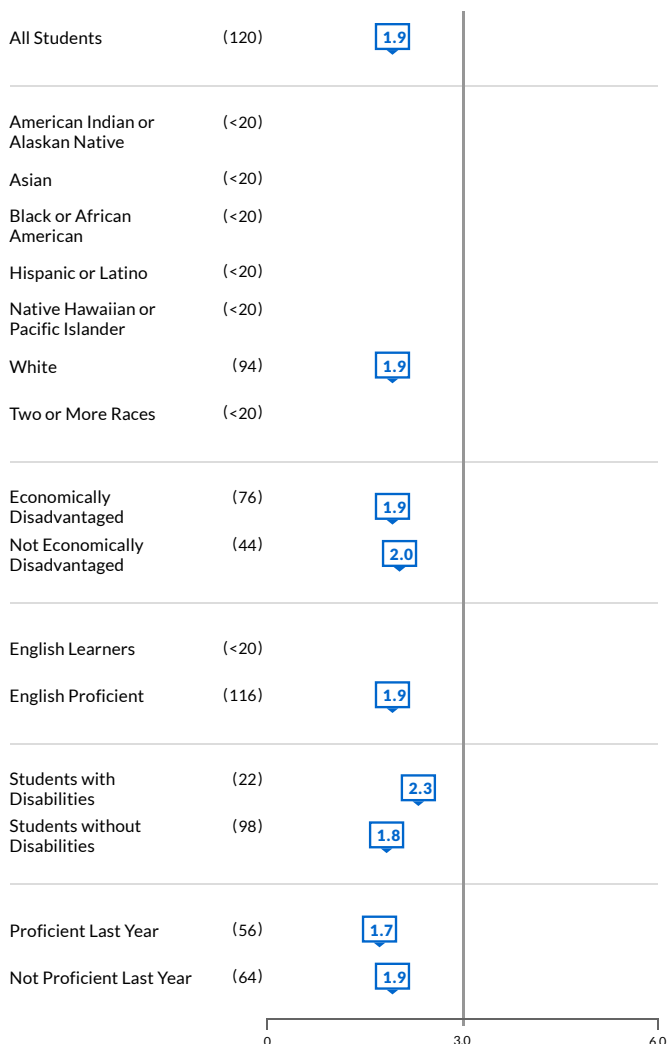 All Students (120) 1.9
American Indian or (<20)
Alaskan Native
Asian (<20)
Black or African (<20)
American
Hispanic or Latino (<20)
Native Hawaiian or (<20)
Pacific Islander
White (94) 1.9
Two or More Races (<20)
Economically (76) 1.9
Disadvantaged
Not Economically (44) 2.0
Disadvantaged
English Learners (<20)
English Proficient (116) 1.9
Students with (22) 2.3
Disabilities
Students without (98) 1.8
Disabilities
Proficient Last Year (56) 1.7
Not Proficient Last Year (64) 1.9
0 3.0 6.0